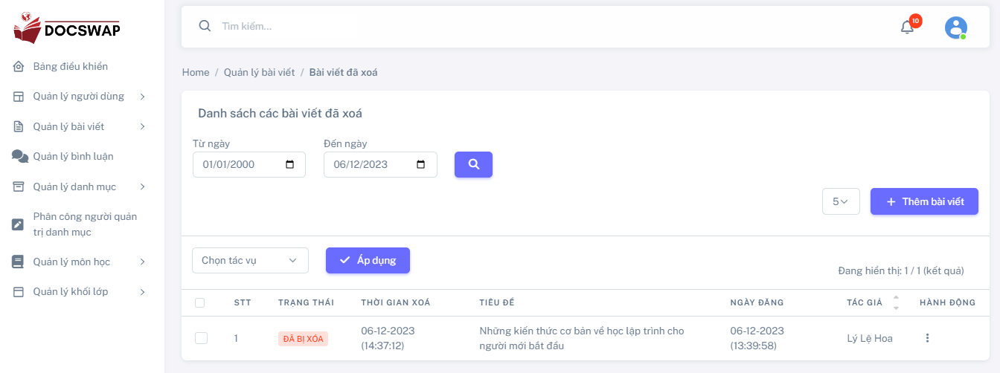 DOCSWAP
Bảng điều khiển
Quản lý người dùng
Quản lý bài viết
Quản lý bình luận
Quản lý danh mục
Phân công người quản
trị danh mục
Quản lý môn học
Quản lý khối lớp
Tìm kiếm...
10
Home / Quản lý bài viết / Bài viết đã xoá
Danh sách các bài viết đã xoá
Từ ngày Đến ngày
01/01/2000 06/12/2023
5 Thêm bài viết
Chọn tác vụ Áp dụng
Đang hiển thị: 1 / 1 (kết quả)
STT TRẠNG THÁI THỜI GIAN XOÁ TIÊU ĐỀ NGÀY ĐĂNG TÁC GIẢ HÀNH ĐỘNG
1 ĐÃ BỊ XÓA 06-12-2023 Những kiến thức cơ bản về học lập trình cho 06-12-2023 Lý Lệ Hoa
(14:37:12) người mới bắt đầu (13:39:58)